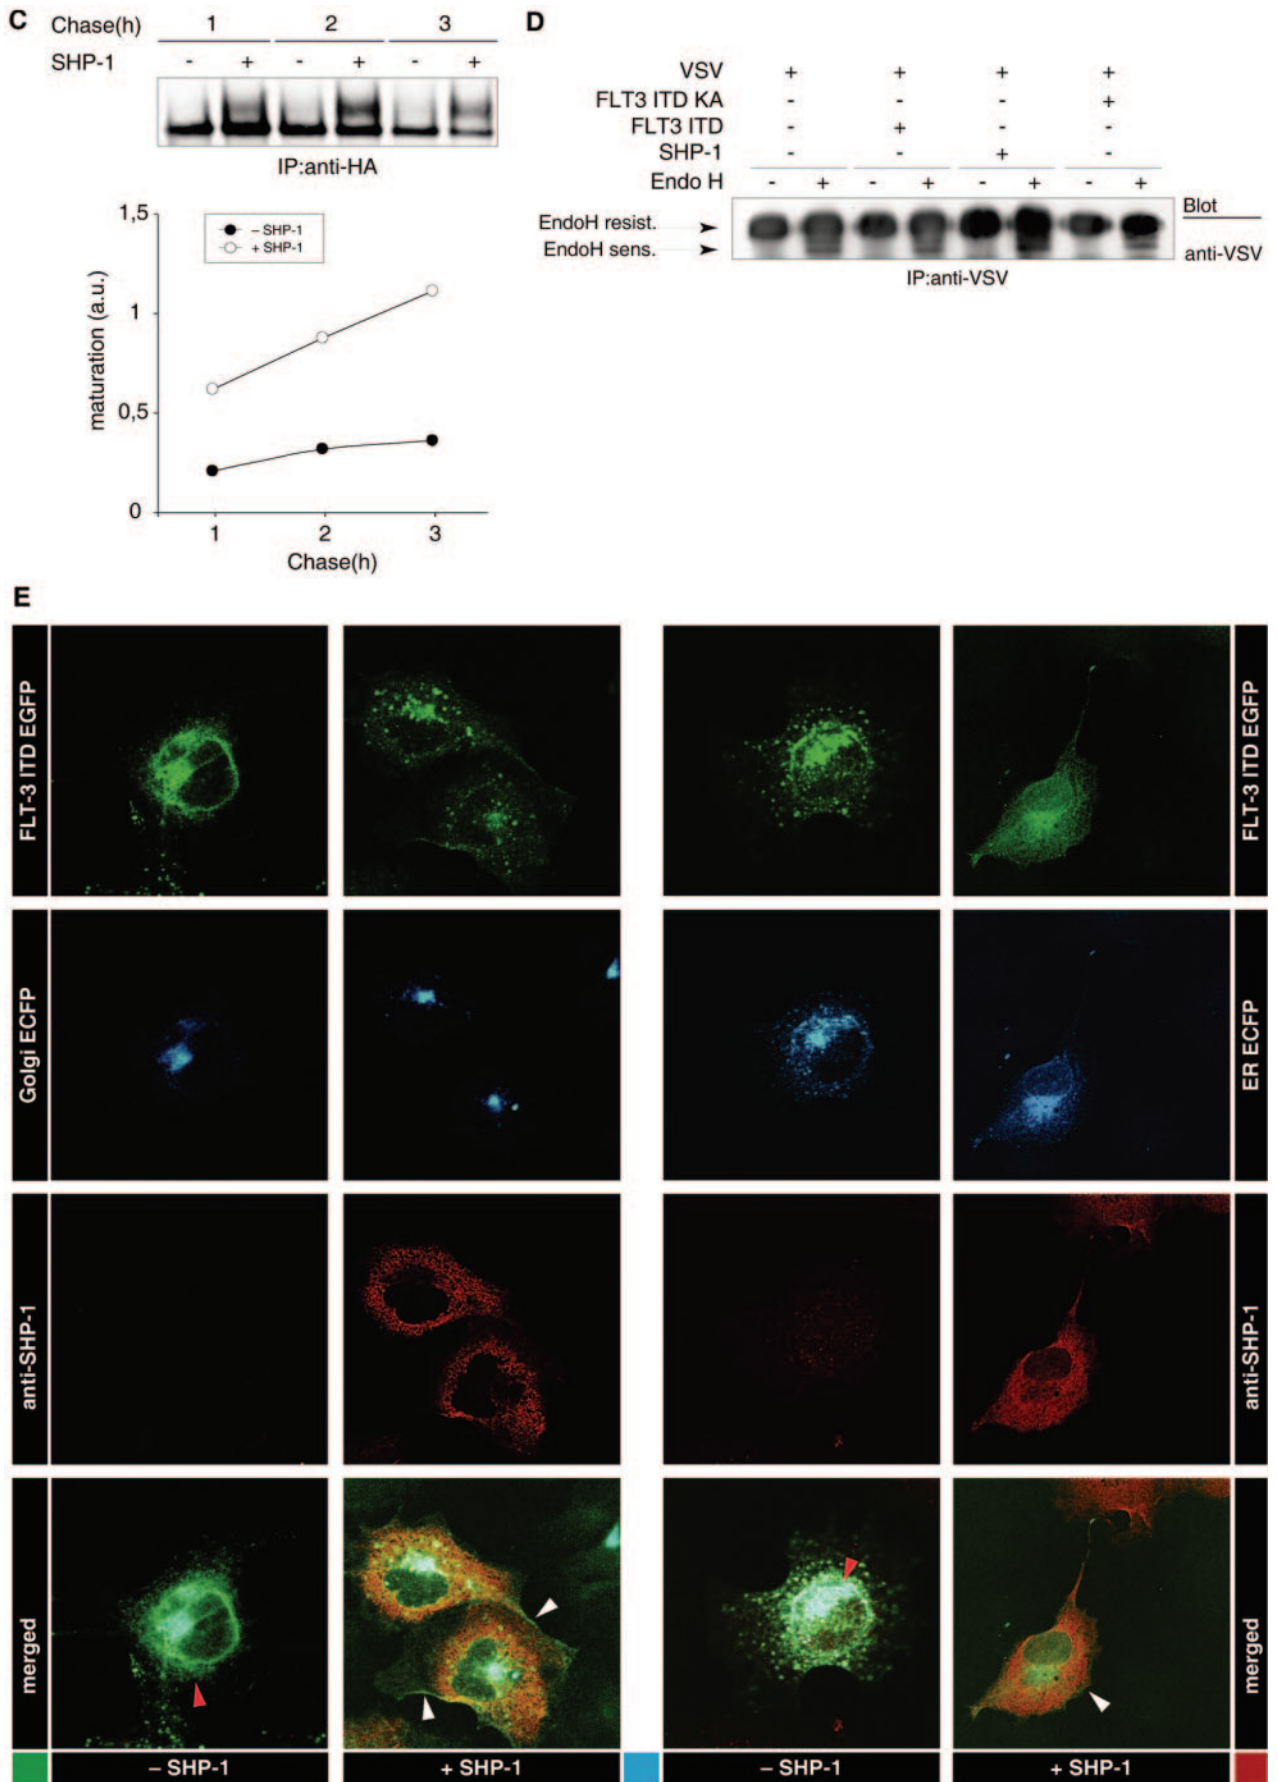 C
Chase(h) 1 2 3
SHP-1 - + - + - +
IP:anti-HA
1,5
1
0,5
0
maturation (a.u.)
– SHP-1
+ SHP-1
1 2 3
Chase(h)
D
VSV + + + +
FLT3 ITD KA - - - +
FLT3 ITD - + - -
SHP-1 - - + -
Endo H - + - + - + - +
EndoH resist.
EndoH sens.
Blot
anti-VSV
IP:anti-VSV
E
FLT-3 ITD EGFP
FLT-3 ITD EGFP
Golgi ECFP
ER ECFP
anti-SHP-1
anti-SHP-1
merged
merged
– SHP-1
+ SHP-1
– SHP-1
+ SHP-1